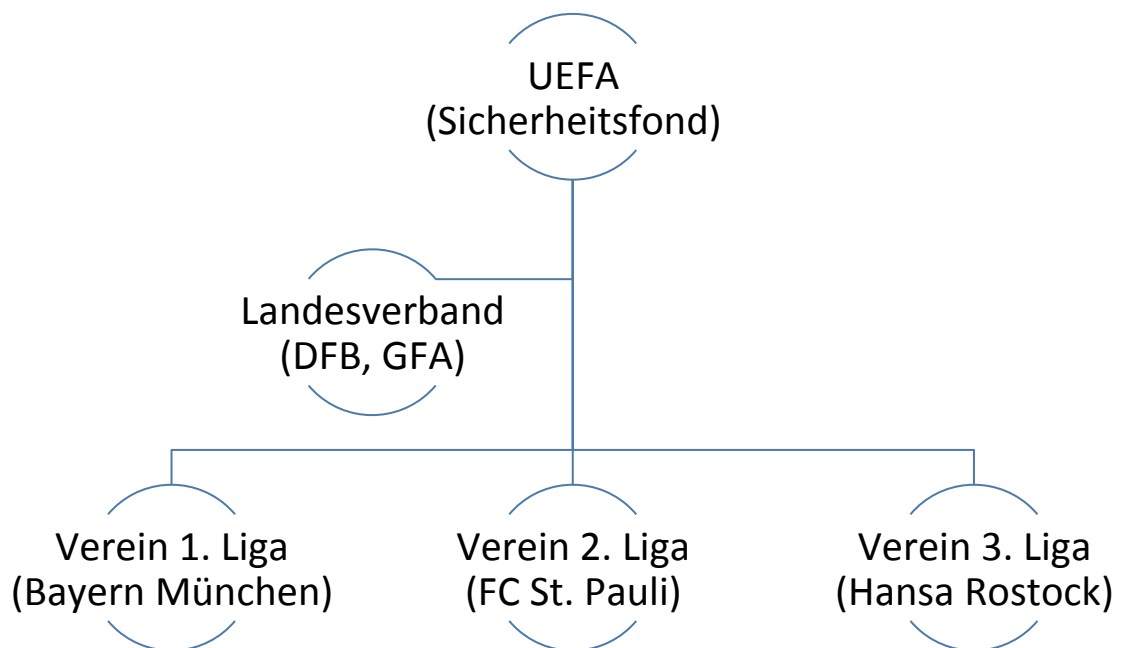 UEFA
(Sicherheitsfond)
Landesverband
(DFB, GFA)
Verein 1. Liga
(Bayern München)
Verein 2. Liga
(FC St. Pauli)
Verein 3. Liga
(Hansa Rostock)